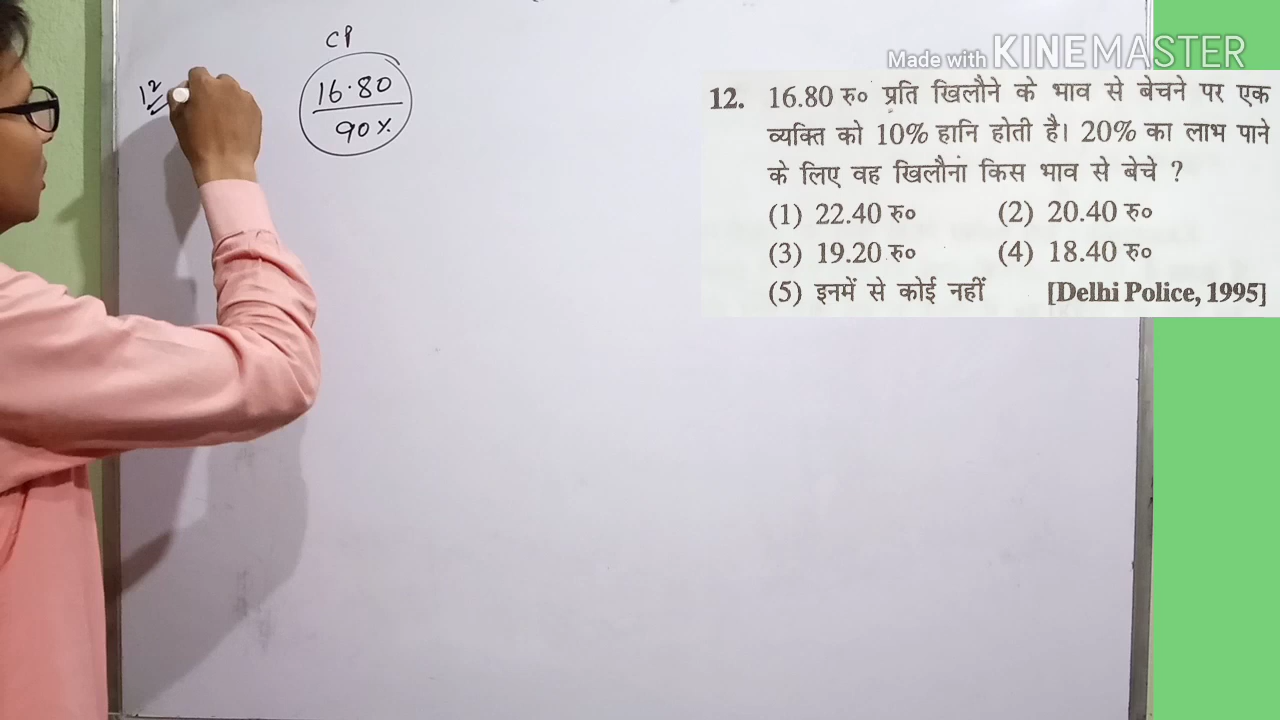 CP
16.80
90%
12
Made with KINEMASTER
12. 16.80 रु० प्रति खिलौने के भाव से बेचने पर एक
व्यक्ति को 10% हानि होती है। 20% का लाभ पाने
के लिए वह खिलौना किस भाव से बेचे ?
(1) 22.40 रु० (2) 20.40 रु०
(3) 19.20 रु० (4) 18.40 रु०
(5) इनमें से कोई नहीं [Delhi Police, 1995]